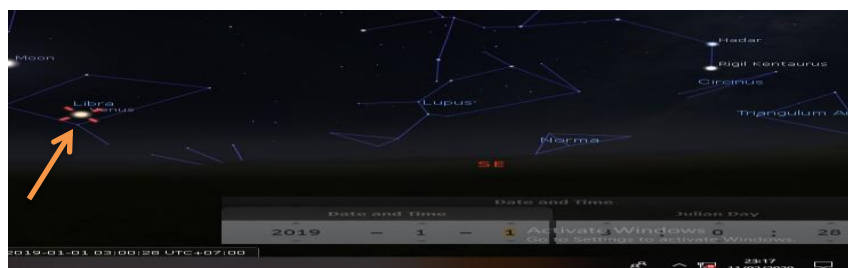 Hadar
Moon
Rigil Kentaurus
Circinus
Libra
Venus
Lupus
Triangulum A
Norma
SE
Date and Time
Date and Time
Julian Day
2019 - 1 - 1 3 : 0 : 28
Activate Windows
Go to Settings to activate Windows.
2019-01-01 03:00:28 UTC+07:00
23:17